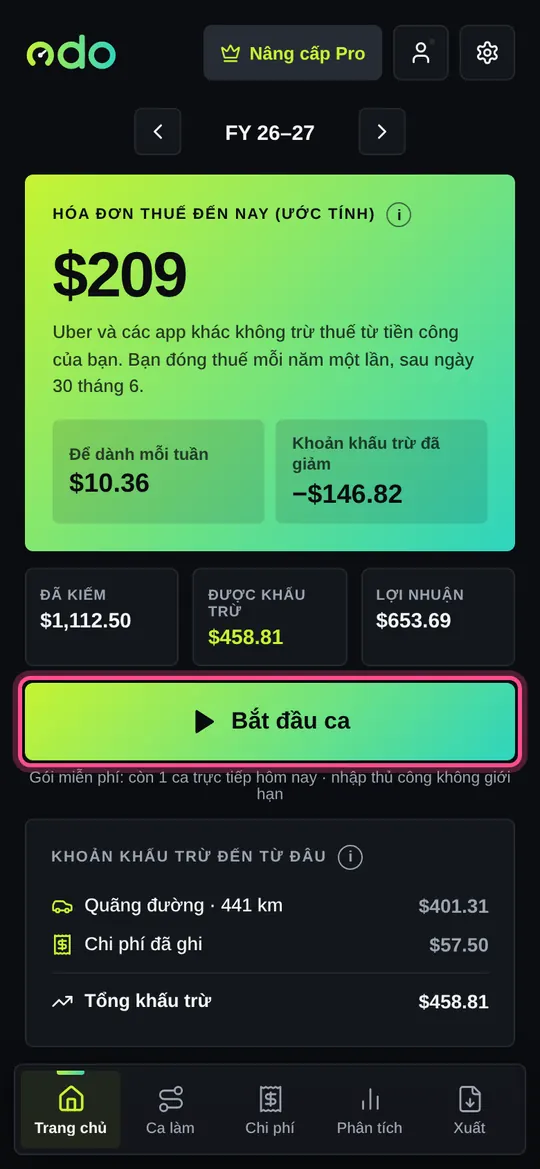 odo
Nâng cấp Pro
FY 26–27
HÓA ĐƠN THUẾ ĐẾN NAY (ƯỚC TÍNH)
i
$209
Uber và các app khác không trừ thuế từ tiền công
của bạn. Bạn đóng thuế mỗi năm một lần, sau ngày
30 tháng 6.
Để dành mỗi tuần
$10.36
Khoản khấu trừ đã
giảm
−$146.82
ĐÃ KIẾM
$1,112.50
ĐƯỢC KHẤU
TRỪ
$458.81
LỢI NHUẬN
$653.69
Bắt đầu ca
Gói miễn phí: còn 1 ca trực tiếp hôm nay · nhập thủ công không giới
hạn
KHOẢN KHẤU TRỪ ĐẾN TỪ ĐÂU
i
Quãng đường · 441 km
$401.31
Chi phí đã ghi
$57.50
Tổng khấu trừ
$458.81
Trang chủ
Ca làm
Chi phí
Phân tích
Xuất